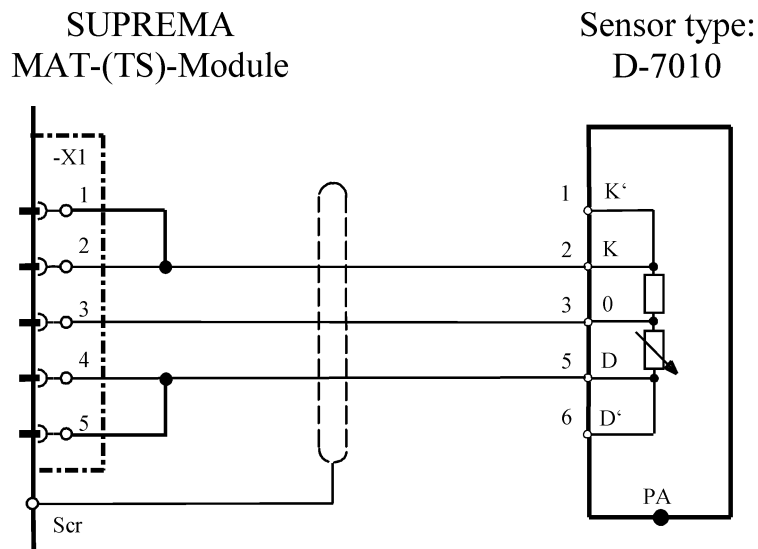 SUPREMA
MAT-(TS)-Module
Sensor type:
D-7010
-X1
1
2
3
4
5
Scr
1 K‘
2 K
3 0
5 D
6 D‘
PA